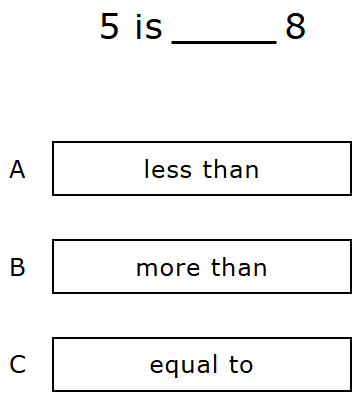 5 is _____ 8
A less than
B more than
C equal to